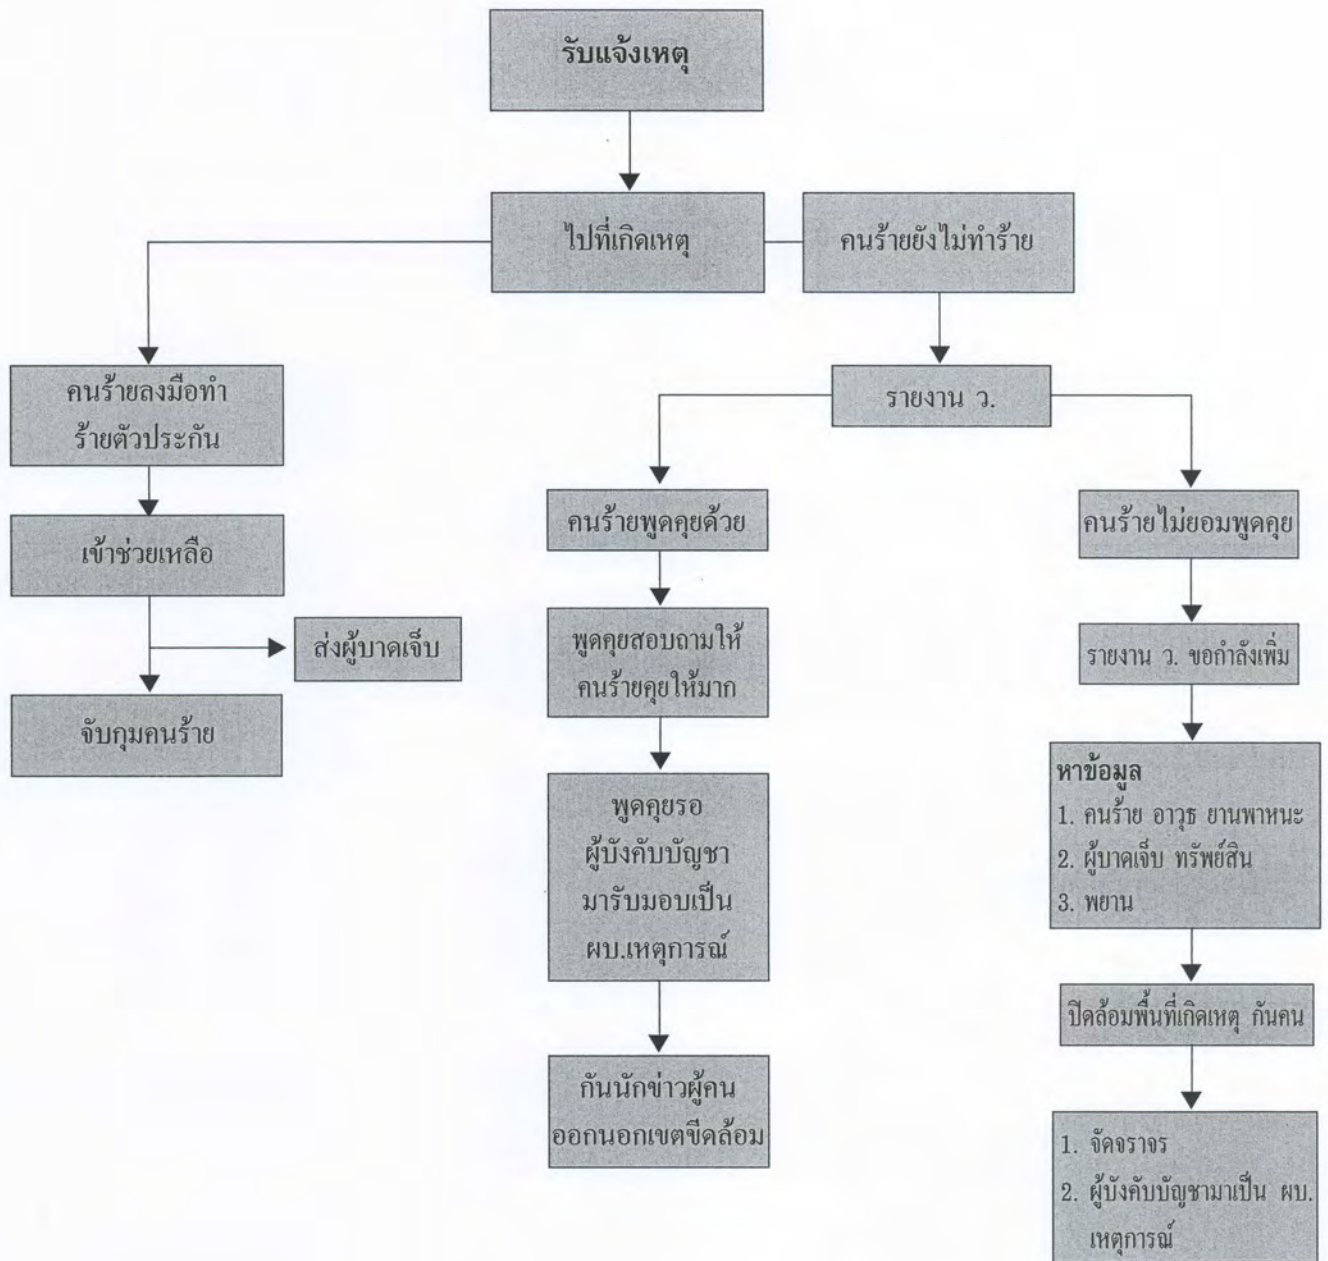 รับแจ้งเหตุ
ไปที่เกิดเหตุ
คนร้ายยังไม่ทำร้าย
คนร้ายลงมือทำ
ร้ายตัวประกัน
เข้าช่วยเหลือ
ส่งผู้บาดเจ็บ
จับกุมคนร้าย
รายงาน ว.
คนร้ายพูดคุยด้วย
พูดคุยสอบถามให้
คนร้ายคุยให้มาก
พูดคุยรอ
ผู้บังคับบัญชา
มารับมอบเป็น
ผบ.เหตุการณ์
กันนักข่าวผู้คน
ออกนอกเขตขีดล้อม
คนร้ายไม่ยอมพูดคุย
รายงาน ว. ขอกำลังเพิ่ม
หาข้อมูล
1. คนร้าย อาวุธ ยานพาหนะ
2. ผู้บาดเจ็บ ทรัพย์สิน
3. พยาน
ปิดล้อมพื้นที่เกิดเหตุ กันคน
1. จัดจราจร
2. ผู้บังคับบัญชามาเป็น ผบ.
เหตุการณ์